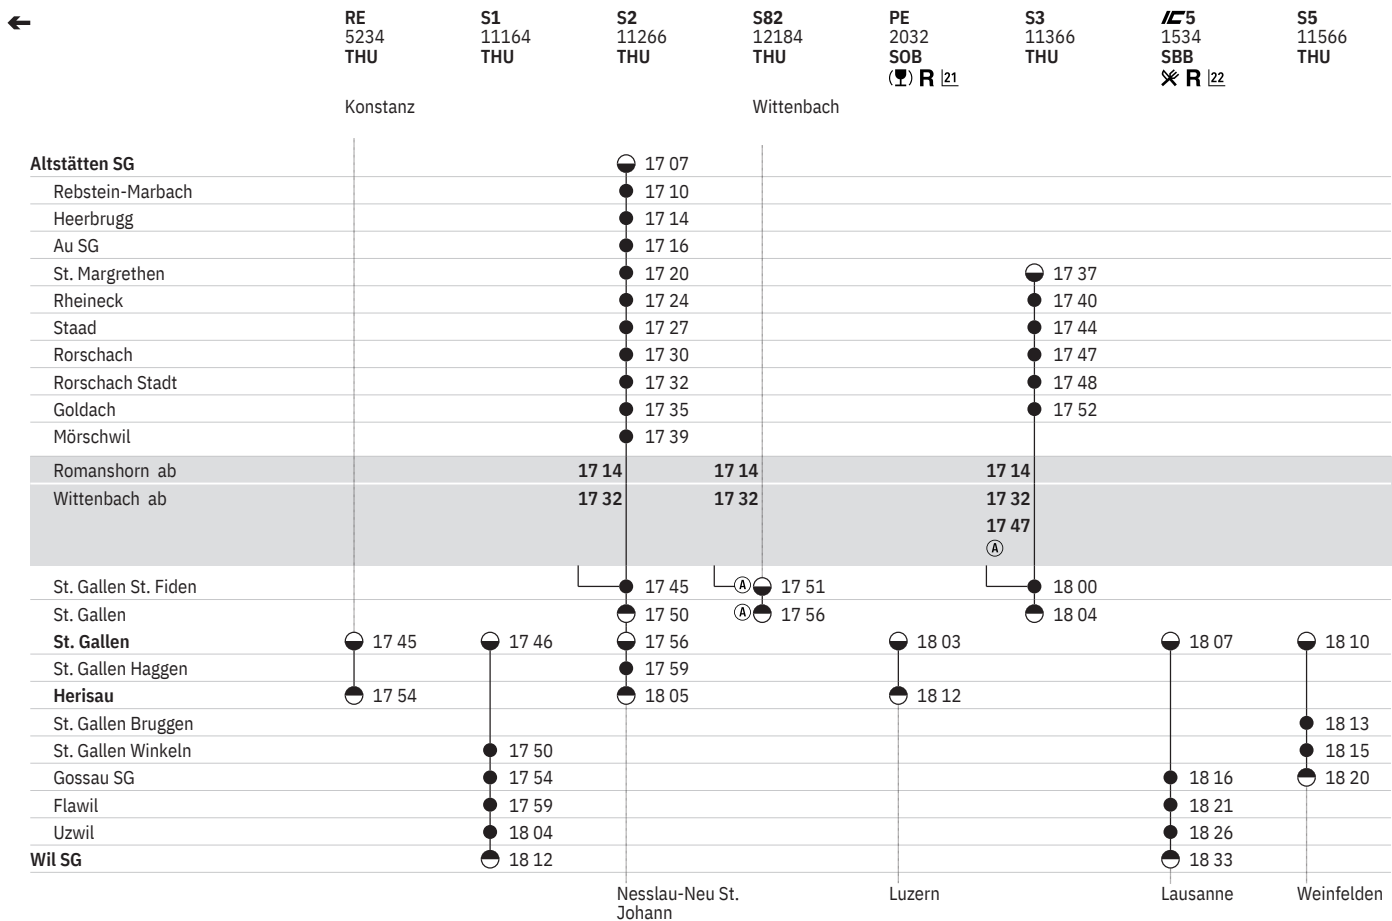 RE S1 S2 S82 PE S3 IC5 S5
5234 11164 11266 12184 2032 11366 1534 11566
THU THU THU THU SOB THU SBB THU
R 21 R 22
Konstanz Wittenbach
Altstätten SG 17 07
Rebstein-Marbach 17 10
Heerbrugg 17 14
Au SG 17 16
St. Margrethen 17 20 17 37
Rheineck 17 24 17 40
Staad 17 27 17 44
Rorschach 17 30 17 47
Rorschach Stadt 17 32 17 48
Goldach 17 35 17 52
Mörschwil 17 39
Romanshorn ab 17 14 17 14 17 14
Wittenbach ab 17 32 17 32 17 32
17 47
A
St. Gallen St. Fiden 17 45 A 17 51 18 00
St. Gallen 17 50 A 17 56 18 04
St. Gallen 17 45 17 46 17 56 18 03 18 07 18 10
St. Gallen Haggen 17 59
Herisau 17 54 18 05 18 12
St. Gallen Bruggen 18 13
St. Gallen Winkeln 17 50 18 15
Gossau SG 17 54 18 16 18 20
Flawil 17 59 18 21
Uzwil 18 04 18 26
Wil SG 18 12 18 33
Nesslau-Neu St. Luzern Lausanne Weinfelden
Johann